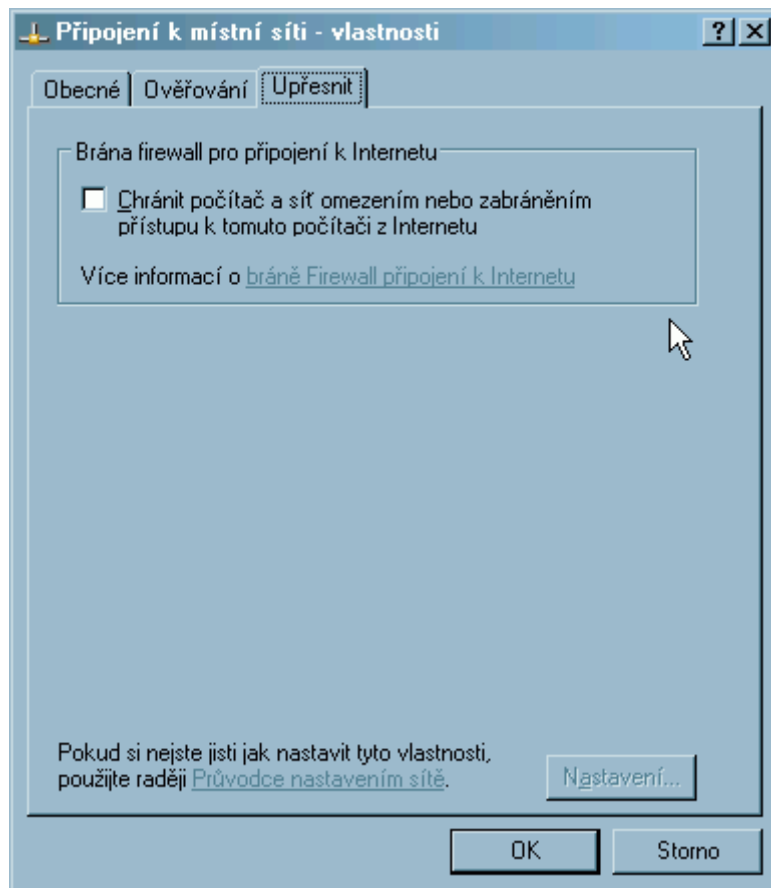 Připojení k místní síti - vlastnosti
Obecné Ověřování Upřesnit
Brána firewall pro připojení k Internetu
Chránit počítač a síť omezením nebo zabráněním
přístupu k tomuto počítači z Internetu
Více informací o bráně Firewall připojení k Internetu
Pokud si nejste jisti jak nastavit tyto vlastnosti,
použijte raději Průvodce nastavením sítě.
Nastavení...
OK Storno